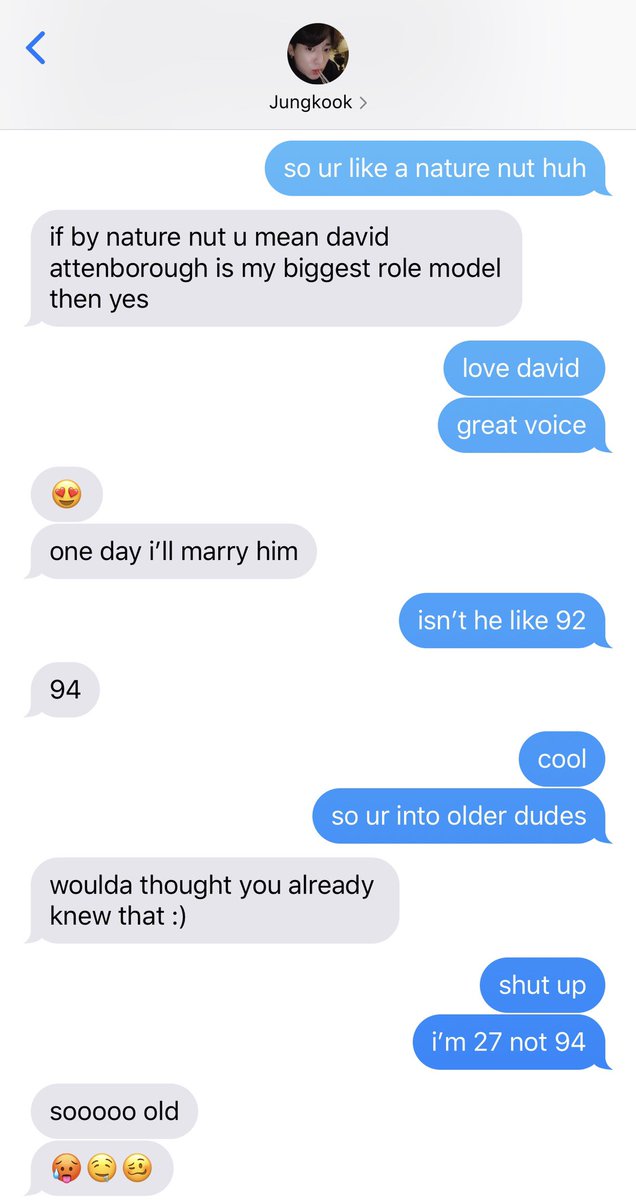 Jungkook
so ur like a nature nut huh
if by nature nut u mean david
attenborough is my biggest role model
then yes
love david
great voice
😍
one day i’ll marry him
isn’t he like 92
94
cool
so ur into older dudes
woulda thought you already
knew that :)
shut up
i’m 27 not 94
sooooo old
🥵🤤🥴